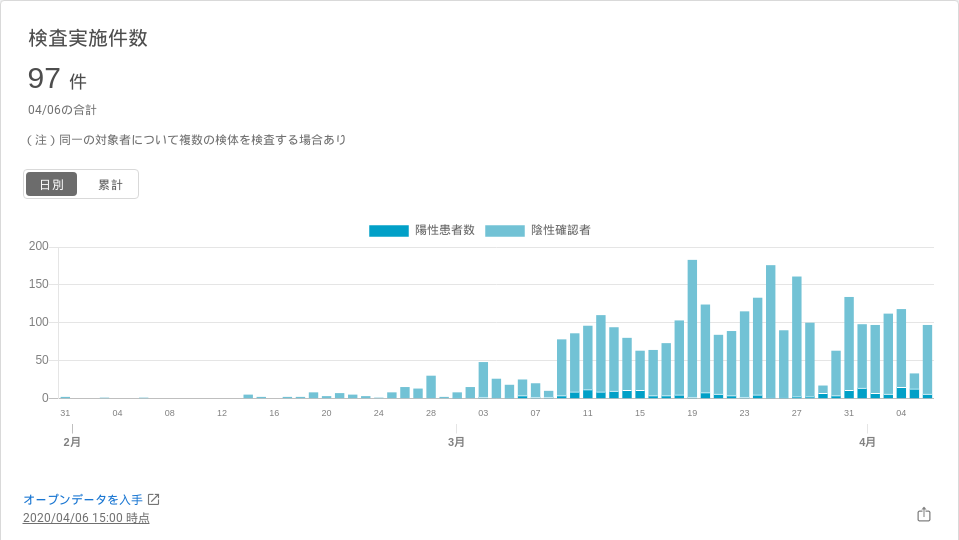 検査実施件数
97 件
04/06の合計
（注）同一の対象者について複数の検体を検査する場合あり
日別 累計
陽性患者数 陰性確認者
200
150
100
50
0
31 04 08 12 16 20 24 28 03 07 11 15 19 23 27 31 04
2月 3月 4月
オープンデータを入手
2020/04/06 15:00 時点